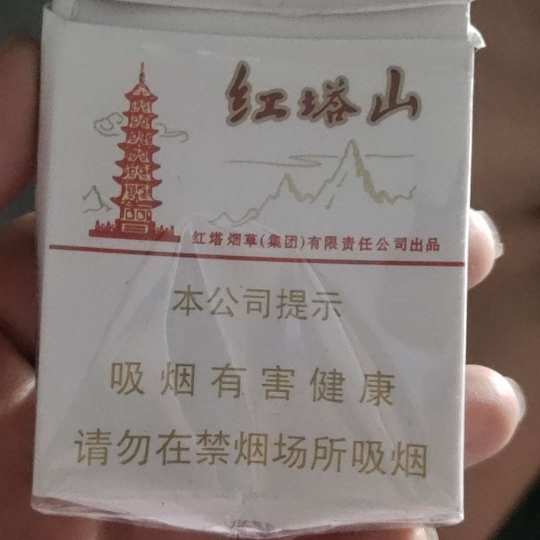 红塔山
红塔烟草(集团)有限责任公司出品
本公司提示
吸烟有害健康
请勿在禁烟场所吸烟